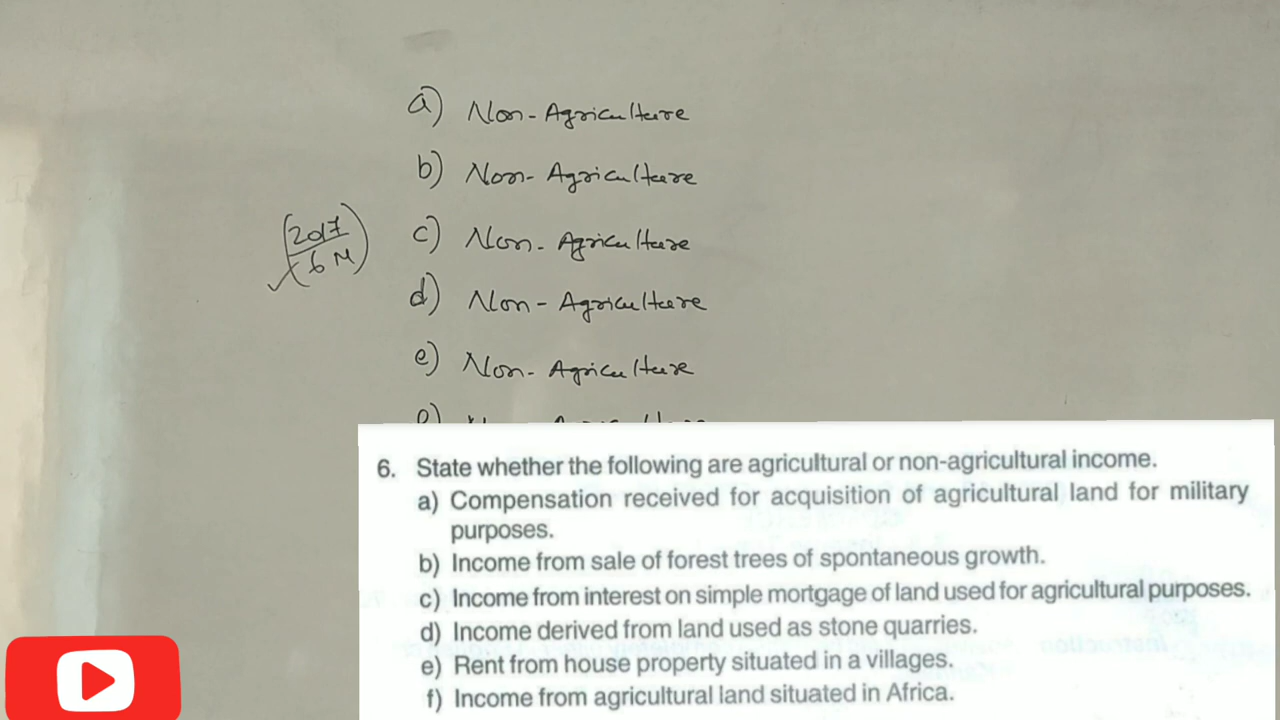 a) Non-Agriculture
b) Non-Agriculture
(2017
6 M)
c) Non-Agriculture
d) Non-Agriculture
e) Non-Agriculture
6. State whether the following are agricultural or non-agricultural income.
a) Compensation received for acquisition of agricultural land for military
purposes.
b) Income from sale of forest trees of spontaneous growth.
c) Income from interest on simple mortgage of land used for agricultural purposes.
d) Income derived from land used as stone quarries.
e) Rent from house property situated in a villages.
f) Income from agricultural land situated in Africa.